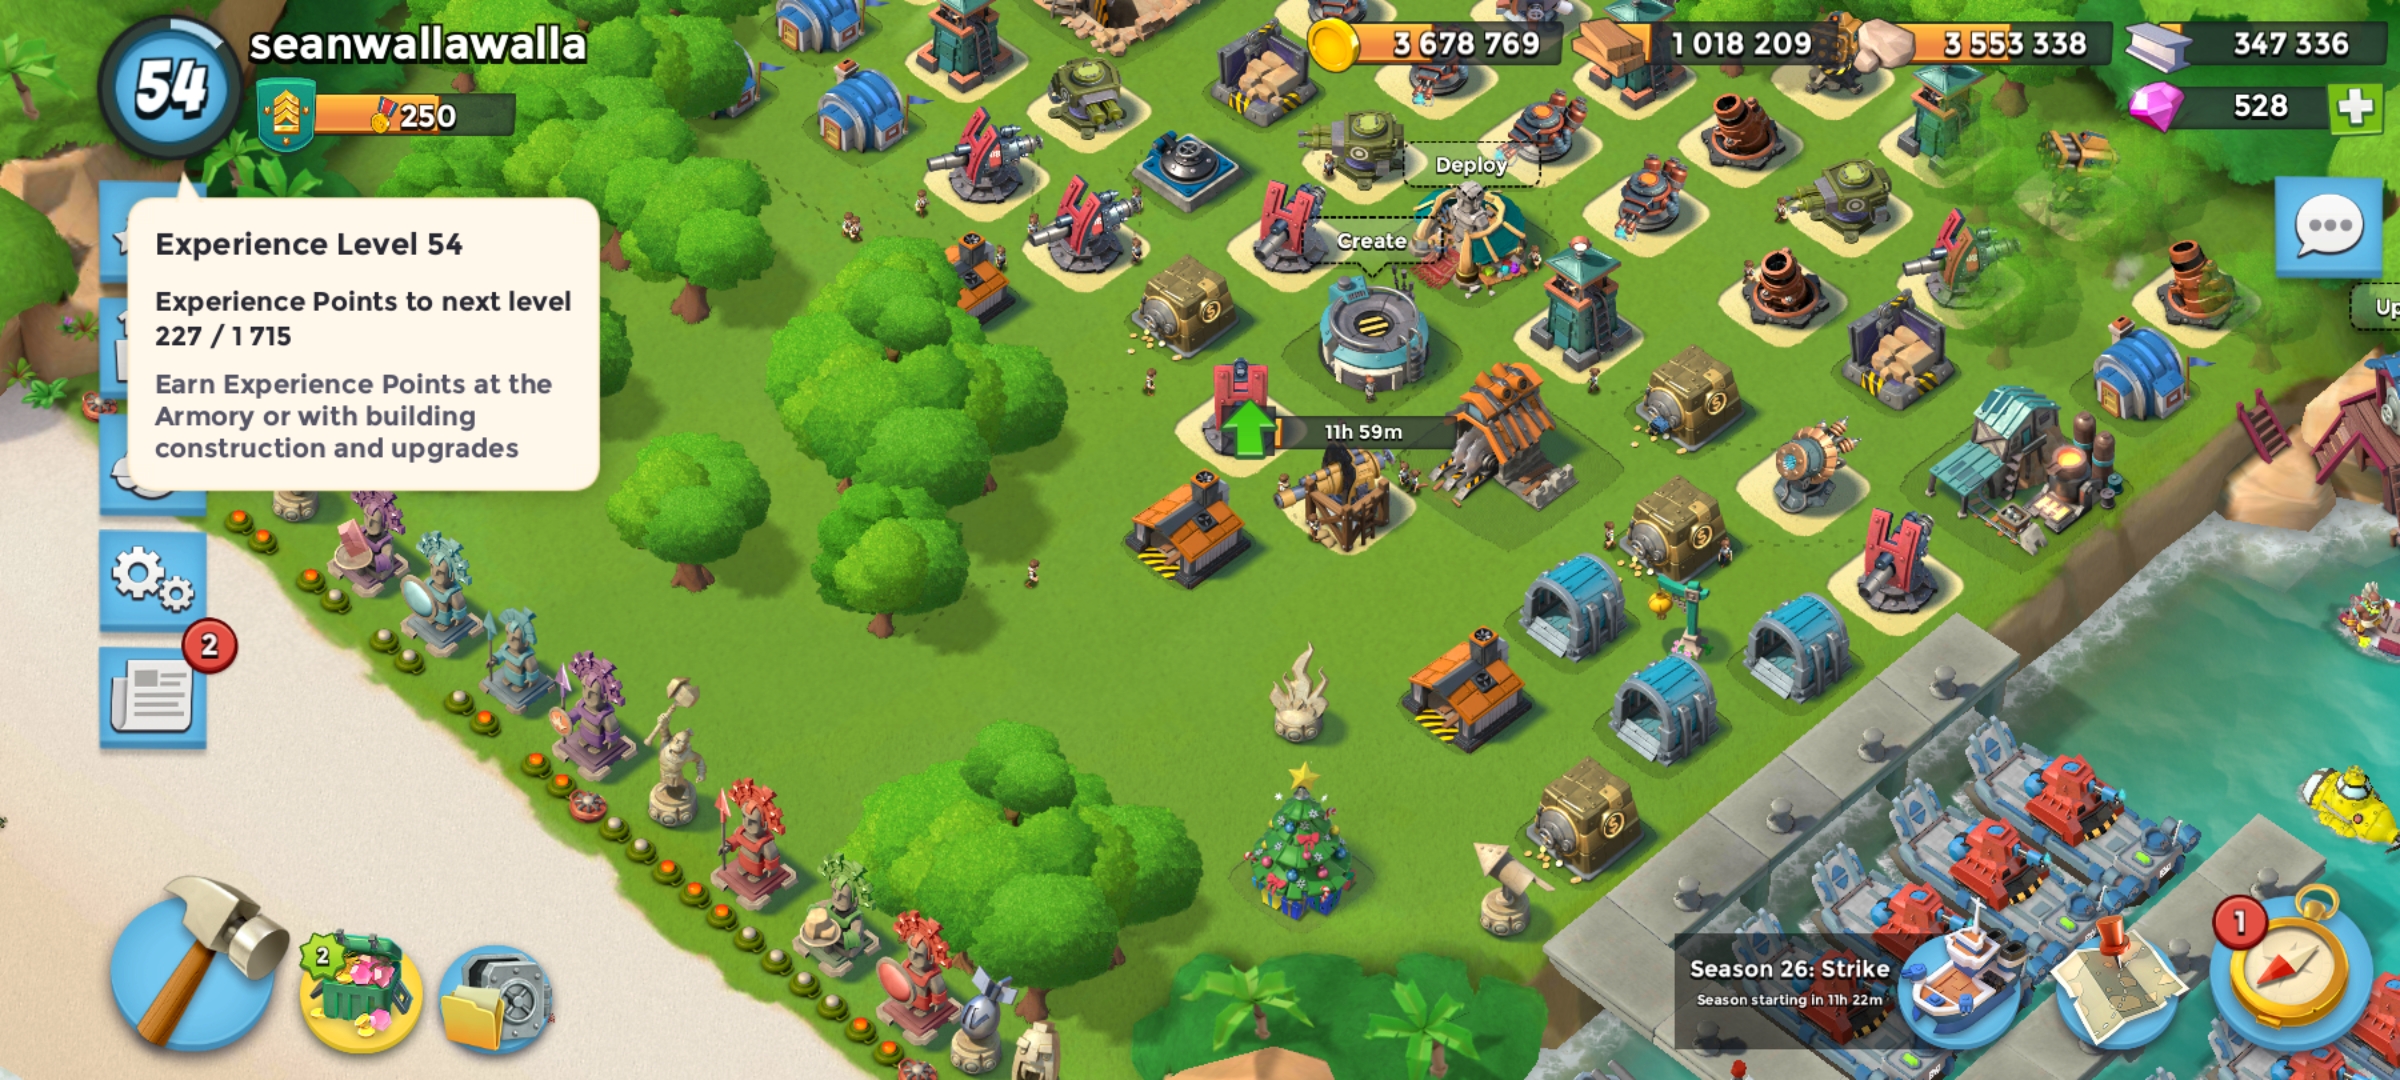 54
seanwallawalla
250
3 678 769
1 018 209
3 553 338
347 336
528
Experience Level 54
Experience Points to next level
227 / 1 715
Earn Experience Points at the
Armory or with building
construction and upgrades
Deploy
Create
Up
11h 59m
2
2
1
Season 26: Strike
Season starting in 11h 22m